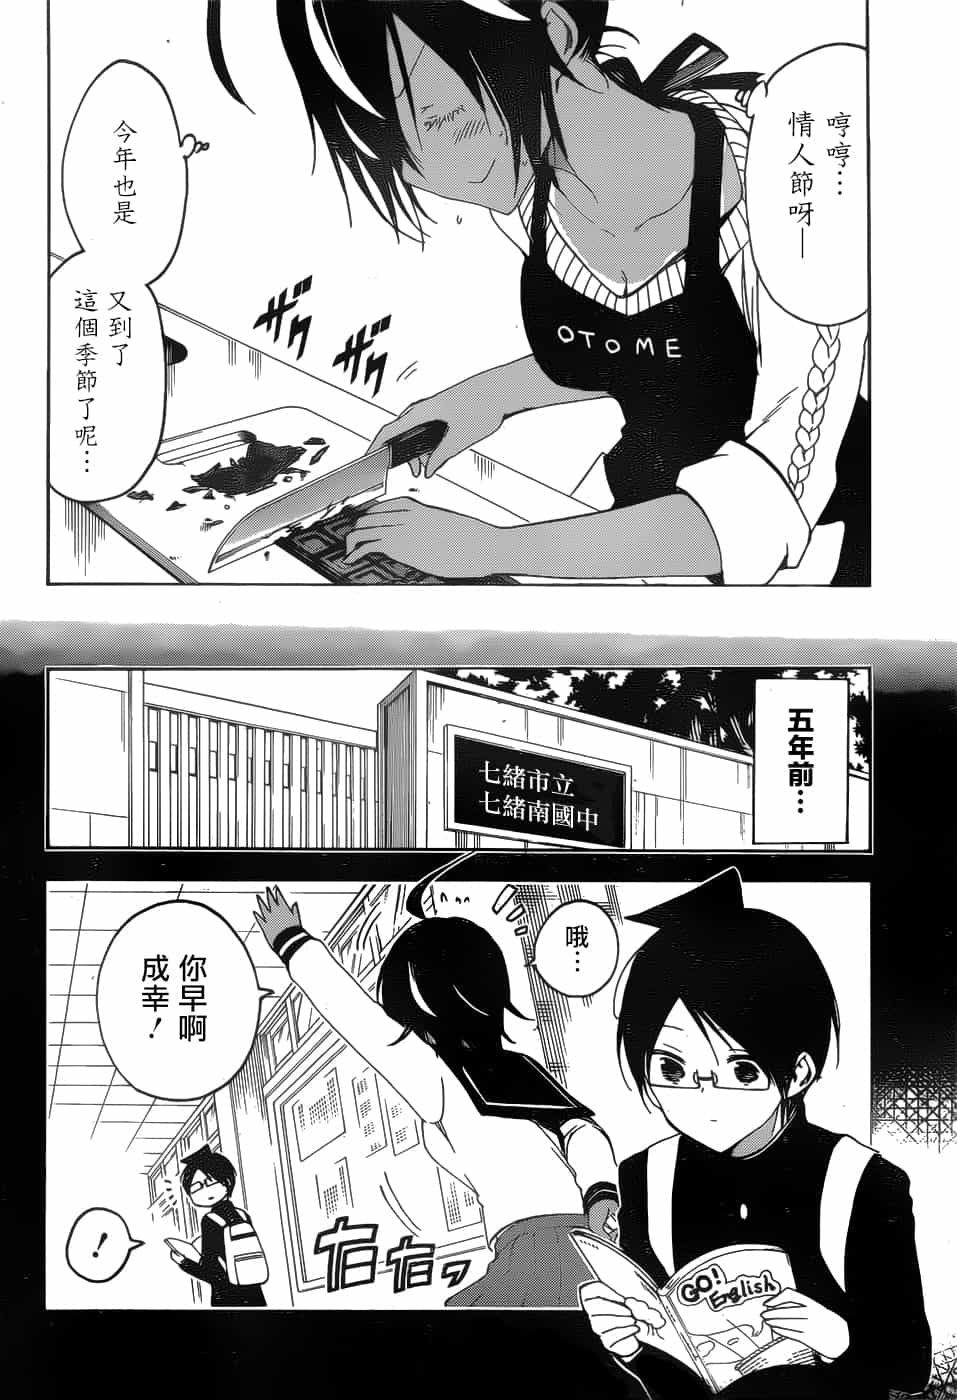 哼哼…
情人節呀—
今年也是
又到了
這個季節了呢…
OTOME
ザク
ザク
五年前…
七緒市立
七緒南國中
哦…
你早啊
成幸！
！
GO!
English